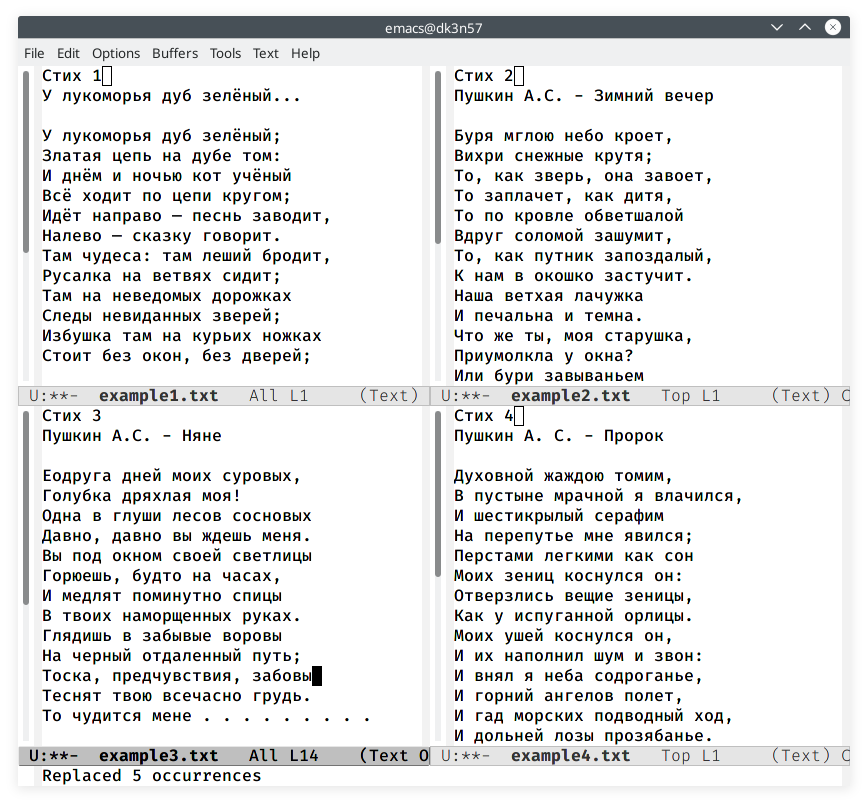 emacs@dk3n57
File Edit Options Buffers Tools Text Help
Стих 1
У лукоморья дуб зелёный...
У лукоморья дуб зелёный;
Златая цепь на дубе том:
И днём и ночью кот учёный
Всё ходит по цепи кругом;
Идёт направо — песнь заводит,
Налево — сказку говорит.
Там чудеса: там леший бродит,
Русалка на ветвях сидит;
Там на неведомых дорожках
Следы невиданных зверей;
Избушка там на курьих ножках
Стоит без окон, без дверей;
U:**- example1.txt All L1 (Text)
Стих 2
Пушкин А.С. - Зимний вечер
Буря мглою небо кроет,
Вихри снежные крутя;
То, как зверь, она завоет,
То заплачет, как дитя,
То по кровле обветшалой
Вдруг соломой зашумит,
То, как путник запоздалый,
К нам в окошко застучит.
Наша ветхая лачужка
И печальна и темна.
Что же ты, моя старушка,
Приумолкла у окна?
Или бури завываньем
U:**- example2.txt Top L1 (Text) O
Стих 3
Пушкин А.С. - Няне
Еодруга дней моих суровых,
Голубка дряхлая моя!
Одна в глуши лесов сосновых
Давно, давно вы ждешь меня.
Вы под окном своей светлицы
Горюешь, будто на часах,
И медлят поминутно спицы
В твоих наморщенных руках.
Глядишь в забывые воровы
На черный отдаленный путь;
Тоска, предчувствия, забовы
Теснят твою всечасно грудь.
То чудится мене . . . . . . . . .
U:**- example3.txt All L14 (Text O
Стих 4
Пушкин А. С. - Пророк
Духовной жаждою томим,
В пустыне мрачной я влачился,
И шестикрылый серафим
На перепутье мне явился;
Перстами легкими как сон
Моих зениц коснулся он:
Отверзлись вещие зеницы,
Как у испуганной орлицы.
Моих ушей коснулся он,
И их наполнил шум и звон:
И внял я неба содроганье,
И горний ангелов полет,
И гад морских подводный ход,
И дольней лозы прозябанье.
U:**- example4.txt Top L1 (Text) O
Replaced 5 occurrences